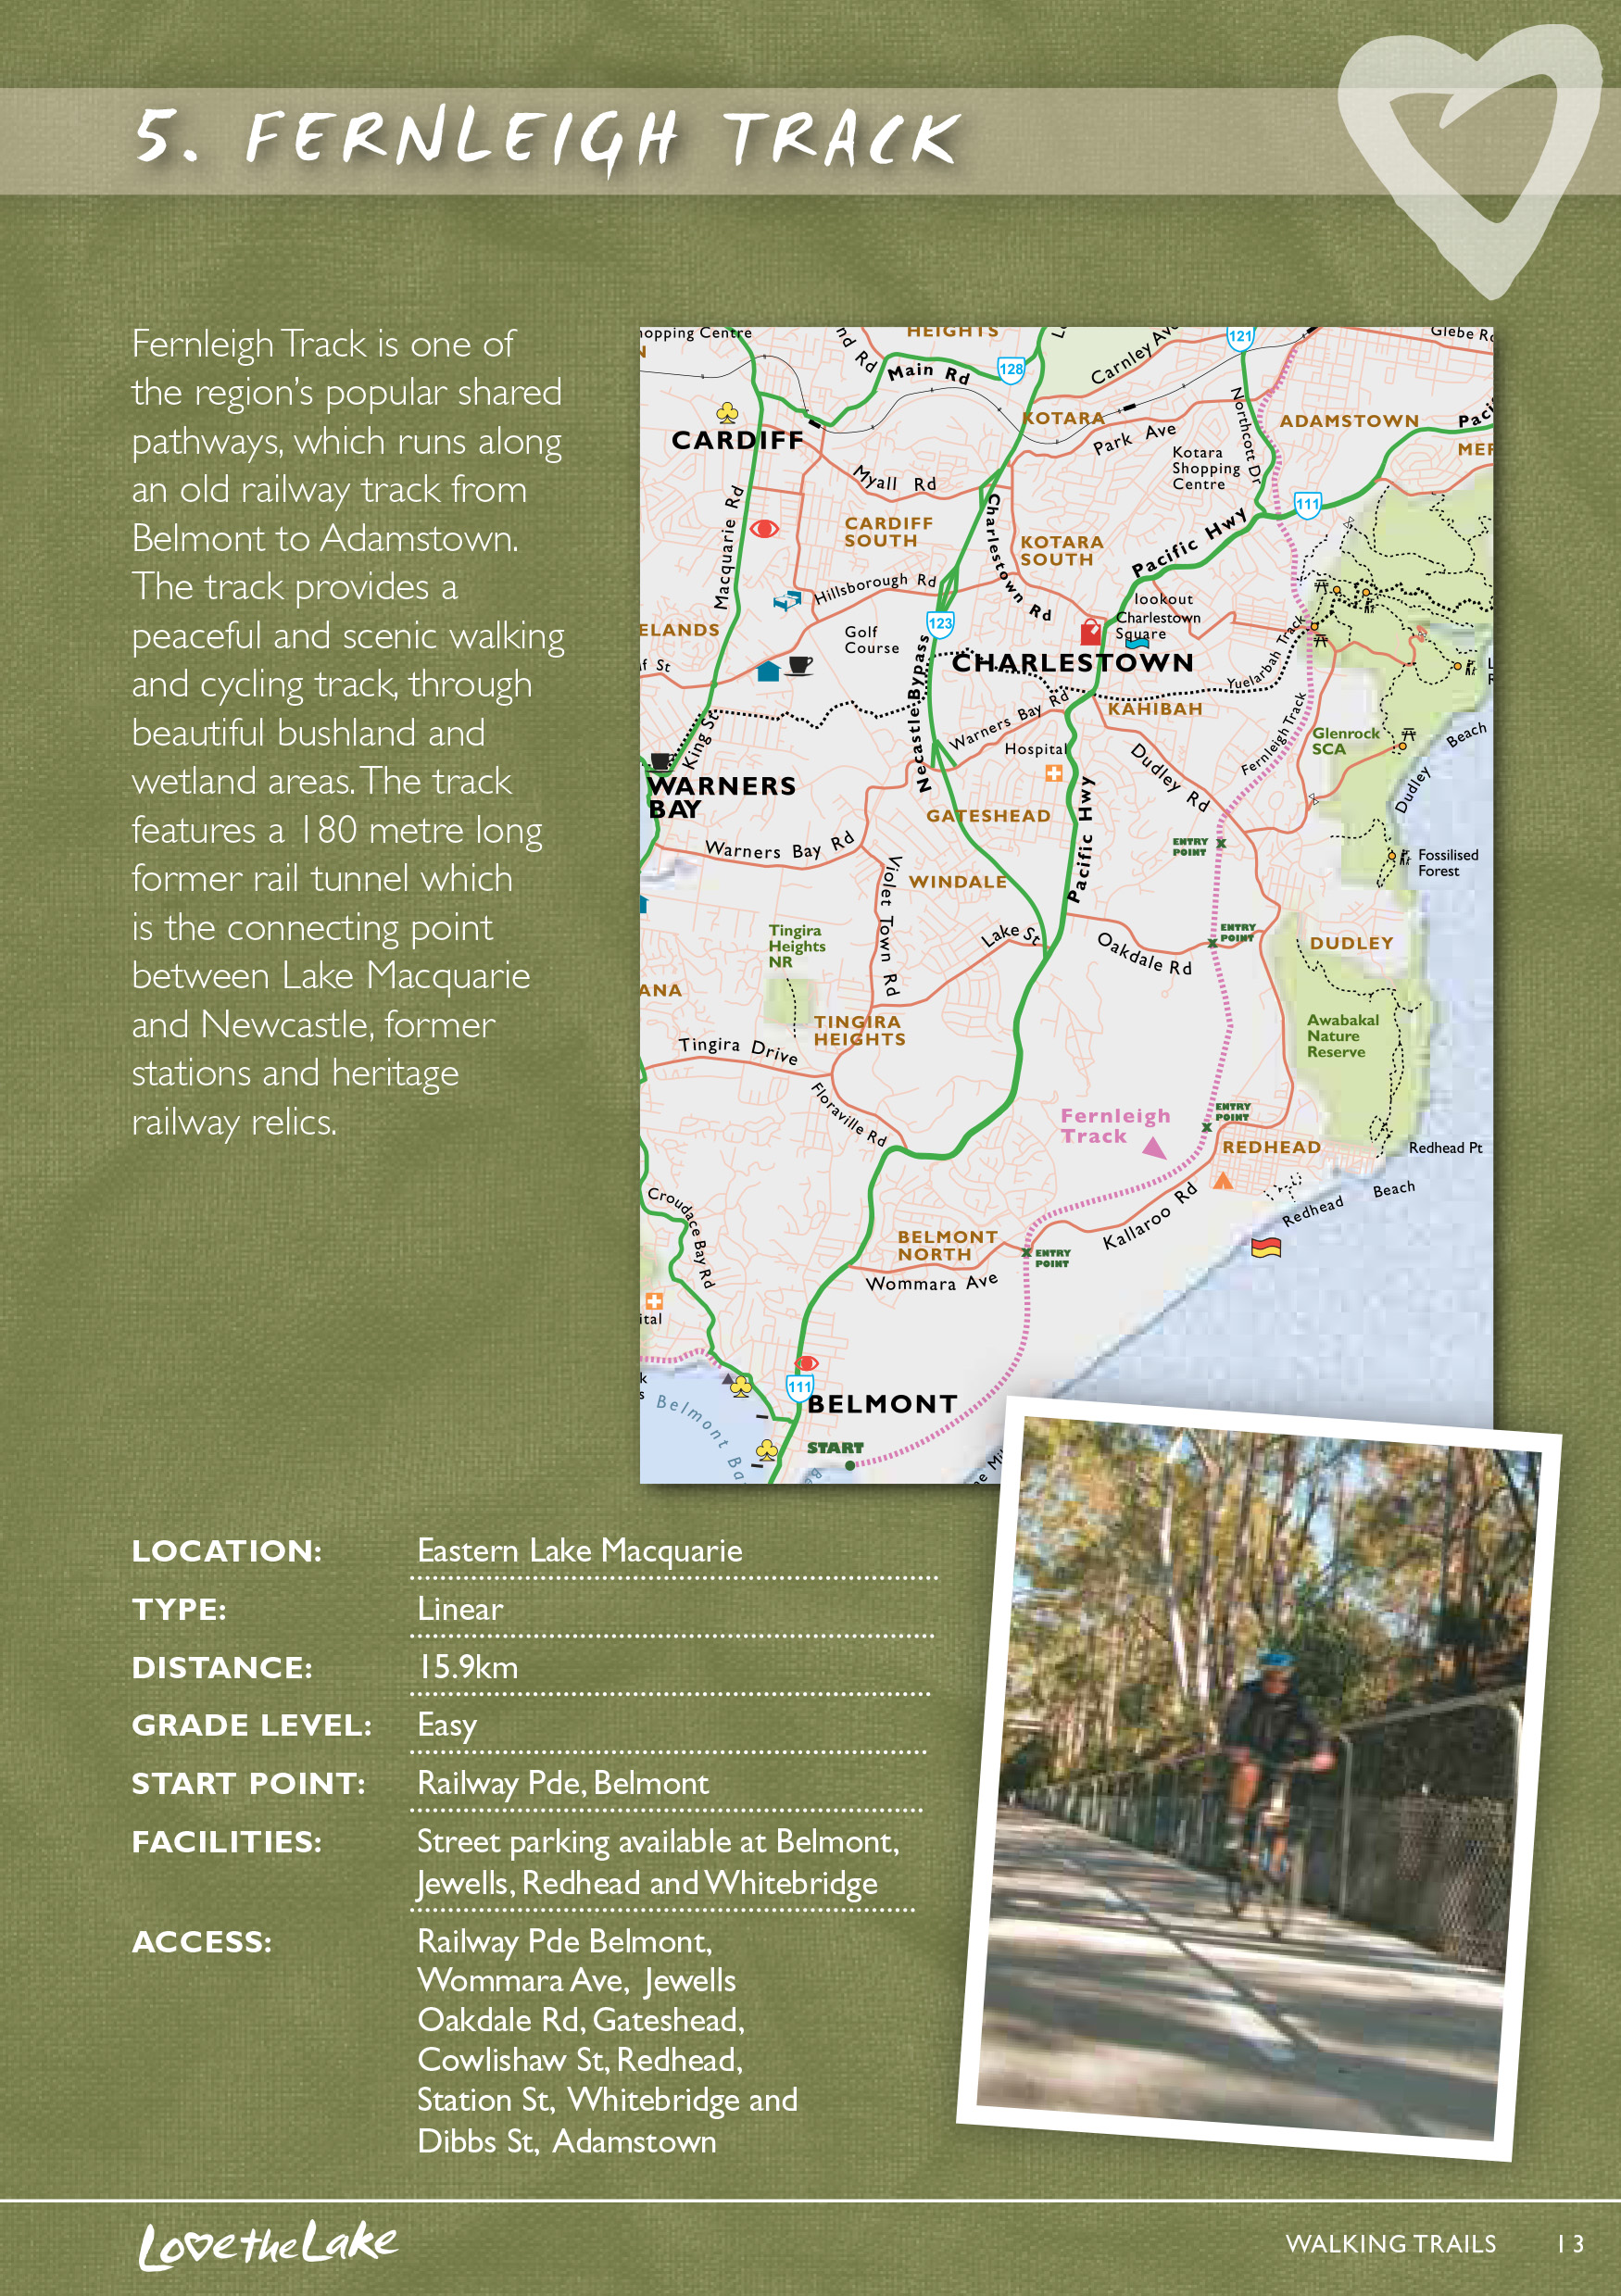 5. FERNLEIGH TRACK
Fernleigh Track is one of
the region's popular shared
pathways, which runs along
an old railway track from
Belmont to Adamstown.
The track provides a
peaceful and scenic walking
and cycling track, through
beautiful bushland and
wetland areas. The track
features a 180 metre long
former rail tunnel which
is the connecting point
between Lake Macquarie
and Newcastle, former
stations and heritage
railway relics.
hopping Centre
nd Rd
HEIGHTS
Main Rd
128
Carnley Ave
121
Glebe Rd
CARDIFF
KOTARA
Park Ave
Northcott Dr
ADAMSTOWN
Pacif
MER
Kotara
Shopping
Centre
Myall Rd
Macquarie Rd
CARDIFF
SOUTH
Charlestown Rd
KOTARA
SOUTH
Pacific Hwy
111
Hillsborough Rd
123
lookout
Charlestown
Square
ELANDS
Golf
Course
f St
CHARLESTOWN
Yuelarbah Track
Newcastle Bypass
KAHIBAH
King St
Warners Bay Rd
Hospital
Fernleigh Track
Glenrock
SCA
Beach
Dudley
WARNERS
BAY
Dudley Rd
GATESHEAD
Pacific Hwy
ENTRY
POINT
Warners Bay Rd
Fossilised
Forest
WINDALE
Violet Town Rd
Lake St
Oakdale Rd
ENTRY
POINT
DUDLEY
Tingira
Heights
NR
ANA
TINGIRA
HEIGHTS
Awabakal
Nature
Reserve
Tingira Drive
Floraville Rd
Fernleigh
Track
ENTRY
POINT
REDHEAD
Redhead Pt
Croudace Bay Rd
Kallaroo Rd
Redhead Beach
BELMONT
NORTH
ENTRY
POINT
Wommara Ave
ital
k
s
111
BELMONT
Belmont Ba
START
ne Mil
LOCATION: Eastern Lake Macquarie
TYPE: Linear
DISTANCE: 15.9km
GRADE LEVEL: Easy
START POINT: Railway Pde, Belmont
FACILITIES: Street parking available at Belmont,
Jewells, Redhead and Whitebridge
ACCESS: Railway Pde Belmont,
Wommara Ave, Jewells
Oakdale Rd, Gateshead,
Cowlishaw St, Redhead,
Station St, Whitebridge and
Dibbs St, Adamstown
Love the Lake
WALKING TRAILS 13